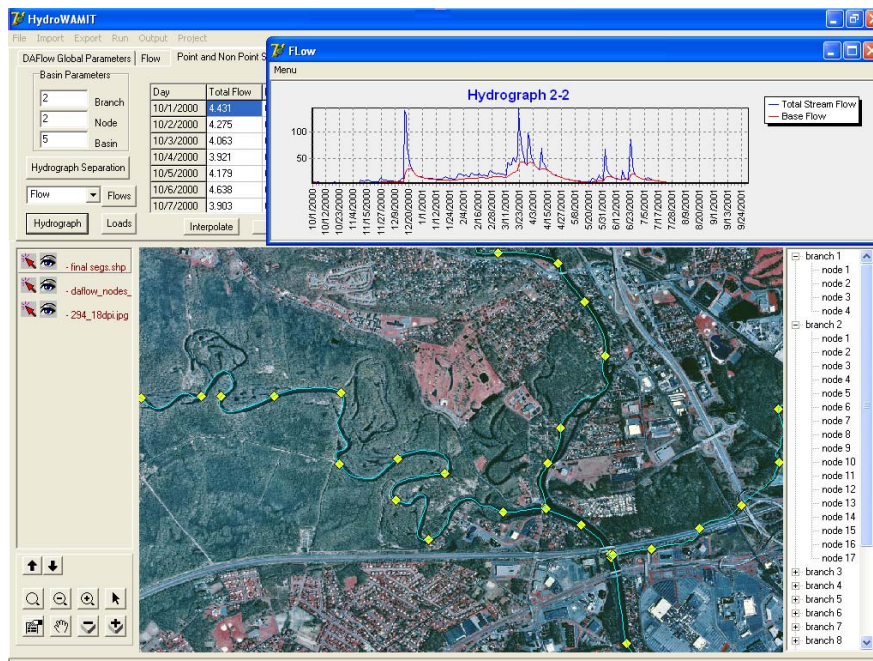 HydroWAMIT
File Import Export Run Output Project
DAFlow Global Parameters Flow Point and Non Point S
Basin Parameters
2 Branch
2 Node
5 Basin
Hydrograph Separation
Flow Flows
Hydrograph Loads
Day Total Flow
10/1/2000 4.431
10/2/2000 4.275
10/3/2000 4.063
10/4/2000 3.921
10/5/2000 4.179
10/6/2000 4.638
10/7/2000 3.903
Interpolate
FLow
Menu
Hydrograph 2-2
Total Stream Flow
Base Flow
100
50
10/1/2000 10/12/2000 10/23/2000 11/4/2000 11/15/2000 11/27/2000 12/9/2000 12/20/2000 1/1/2001 1/12/2001 1/24/2001 2/4/2001 2/16/2001 2/28/2001 3/11/2001 3/23/2001 4/3/2001 4/15/2001 4/27/2001 5/8/2001 5/20/2001 5/31/2001 6/12/2001 6/23/2001 7/5/2001 7/17/2001 7/28/2001 8/9/2001 8/20/2001 9/1/2001 9/13/2001 9/24/2001
- final segs.shp
- daflow_nodes_
- 294_18dpi.jpg
branch 1
node 1
node 2
node 3
node 4
branch 2
node 1
node 2
node 3
node 4
node 5
node 6
node 7
node 8
node 9
node 10
node 11
node 12
node 13
node 14
node 15
node 16
node 17
branch 3
branch 4
branch 5
branch 6
branch 7
branch 8